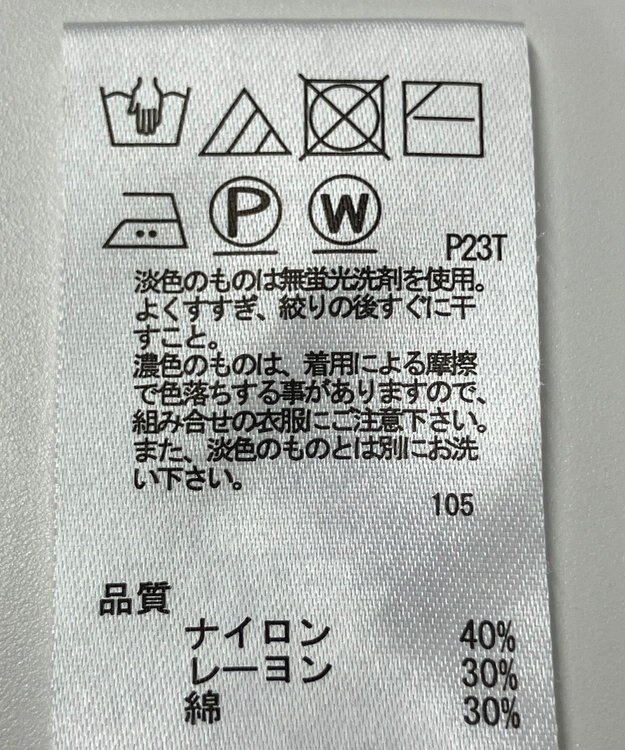 P W
P23T
淡色のものは無蛍光洗剤を使用。
よくすすぎ、絞りの後すぐに干
すこと。
濃色のものは、着用による摩擦
で色落ちする事がありますので、
組み合せの衣服にご注意下さい。
また、淡色のものとは別にお洗
い下さい。
105
品質
ナイロン 40%
レーヨン 30%
綿 30%